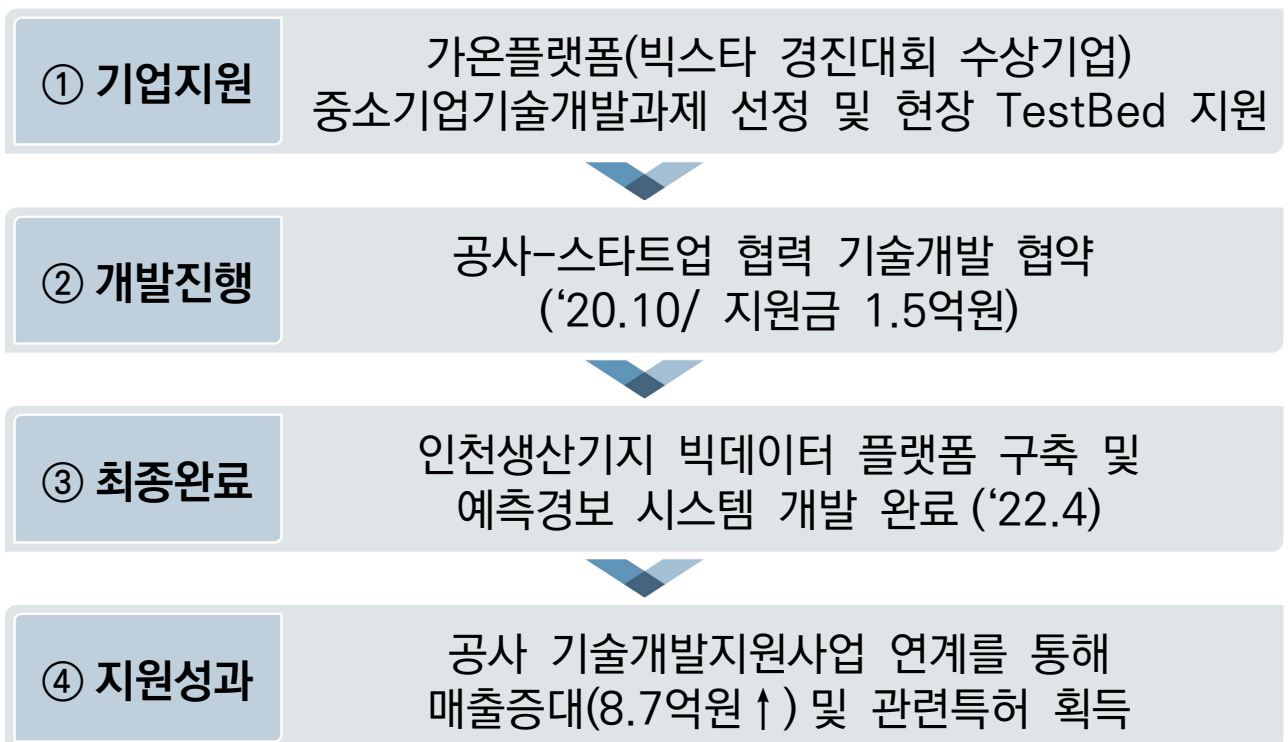 ① 기업지원
가온플랫폼(빅스타 경진대회 수상기업)
중소기업기술개발과제 선정 및 현장 TestBed 지원
② 개발진행
공사-스타트업 협력 기술개발 협약
(‘20.10/ 지원금 1.5억원)
③ 최종완료
인천생산기지 빅데이터 플랫폼 구축 및
예측경보 시스템 개발 완료 (‘22.4)
④ 지원성과
공사 기술개발지원사업 연계를 통해
매출증대(8.7억원↑) 및 관련특허 획득